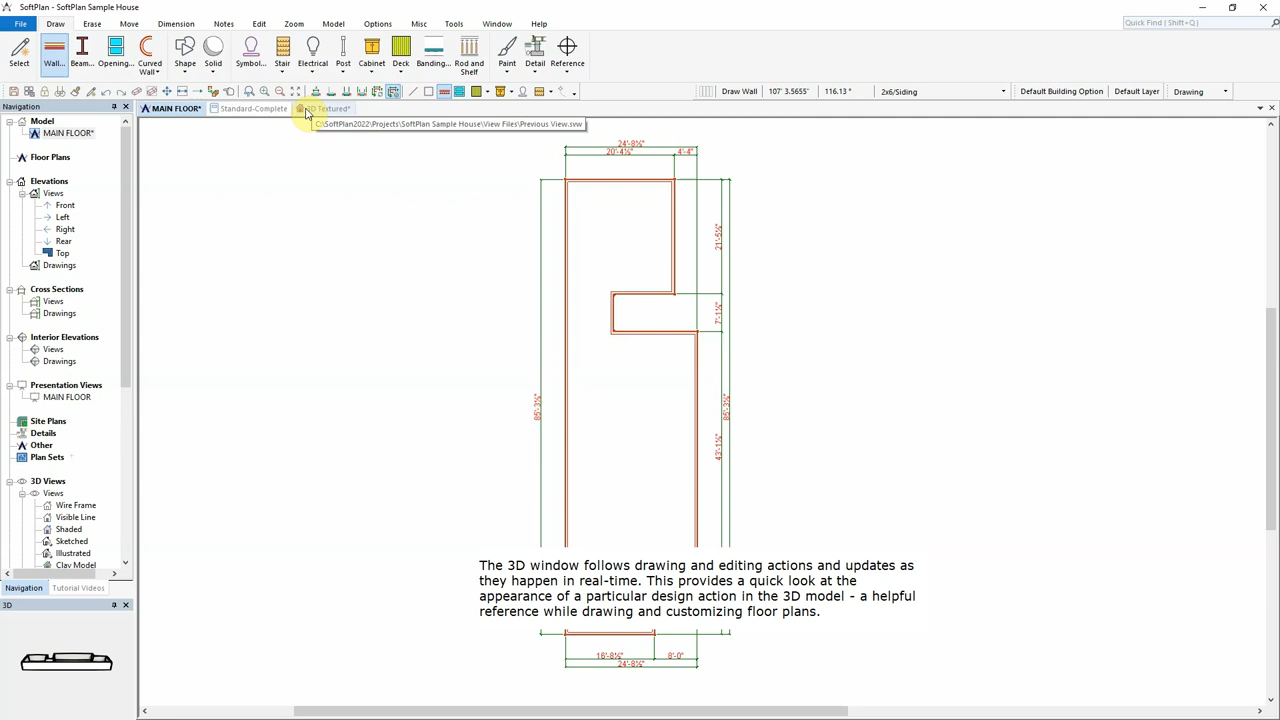 SoftPlan - SoftPlan Sample House
File Draw Erase Move Dimension Notes Edit Zoom Model Options Misc Tools Window Help
Quick Find (Shift+Q.)
Select Wall... Beam... Opening... Curved Wall Shape Solid Symbol... Stair Electrical Post Cabinet Deck Banding... Rod and Shelf Paint Detail Reference
Draw Wall 107' 3.5655" 116.13 ° 2x6/Siding Default Building Option Default Layer Drawing
Navigation
MAIN FLOOR* Standard-Complete 3D Textured*
C:\SoftPlan2022\Projects\SoftPlan Sample House\View Files\Previous View.svw
Model
MAIN FLOOR*
Floor Plans
Elevations
Views
Front
Left
Right
Rear
Top
Drawings
Cross Sections
Views
Drawings
Interior Elevations
Views
Drawings
Presentation Views
MAIN FLOOR
Site Plans
Details
Other
Plan Sets
3D Views
Views
Wire Frame
Visible Line
Shaded
Sketched
Illustrated
Clay Model
Navigation Tutorial Videos
3D
24'-8½"
20'-4½" 4'-4"
21'-5½"
7'-1½"
85'-3½" 85'-3½"
43'-1½"
The 3D window follows drawing and editing actions and updates as
they happen in real-time. This provides a quick look at the
appearance of a particular design action in the 3D model - a helpful
reference while drawing and customizing floor plans.
16'-8½" 8'-0"
24'-8½"